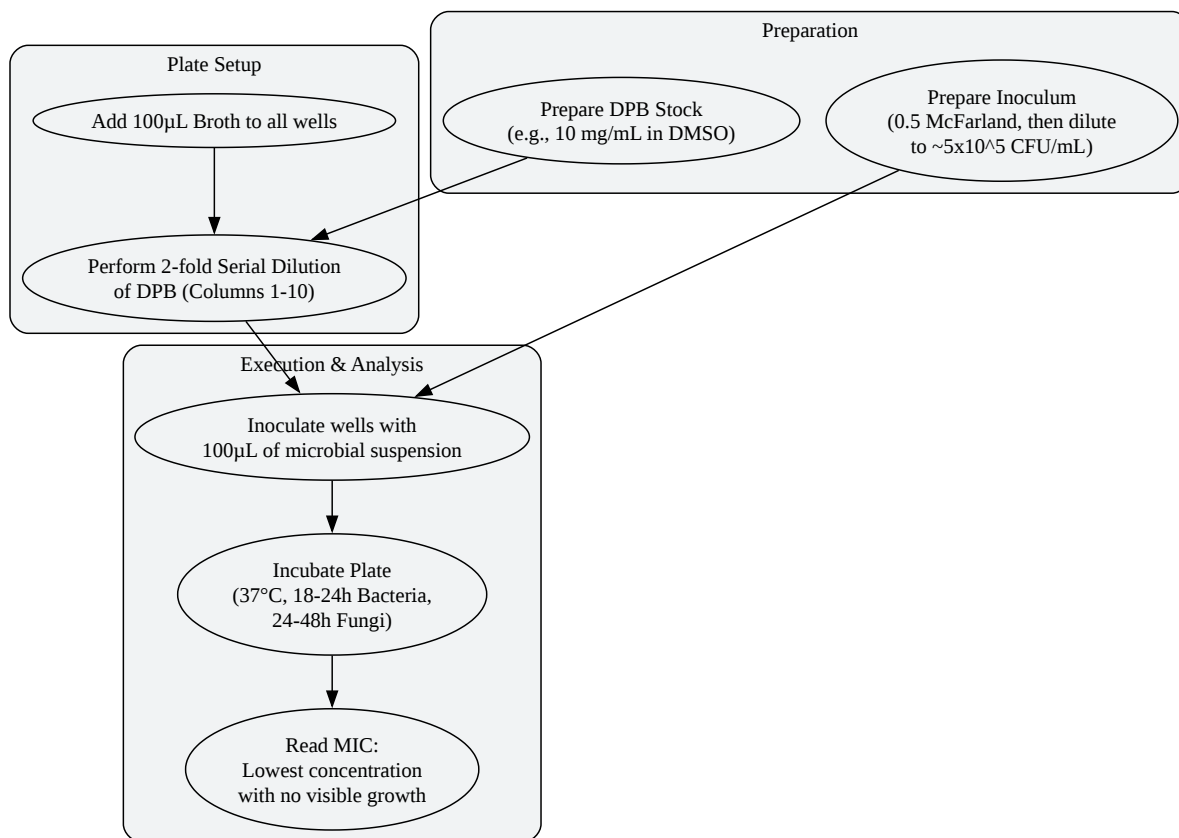 Preparation
Plate Setup
Add 100µL Broth to all wells
Prepare DPB Stock
(e.g., 10 mg/mL in DMSO)
Prepare Inoculum
(0.5 McFarland, then dilute
to ~5x10^5 CFU/mL)
Perform 2-fold Serial Dilution
of DPB (Columns 1-10)
Execution & Analysis
Inoculate wells with
100µL of microbial suspension
Incubate Plate
(37°C, 18-24h Bacteria,
24-48h Fungi)
Read MIC:
Lowest concentration
with no visible growth